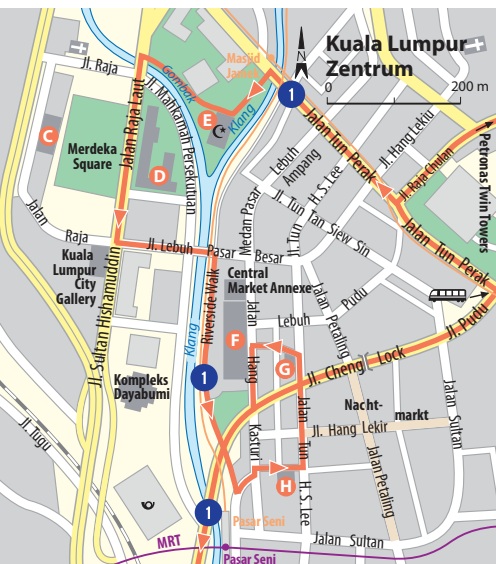 Kuala Lumpur
Zentrum
0
200 m
Jl. Raja
Gombak
Masjid
Jamek
Klang
1
Jl. Mahkamah Persekutuan
Jalan Raja Laut
C
Merdeka
Square
D
E
Jalan Tun Perak
Jl. Hang Lekiu
Jl. Raja Chulan
Petronas Twin Towers
Lebuh
Ampang
H. S. Lee
Medan Pasar
Jl. Tun Tan Siew Sin
Jl. Tun
Jalan Tun Perak
Jalan
Raja
Jl. Lebuh
Pasar
Besar
Kuala
Lumpur
City
Gallery
Jl. Sultan Hishamuddin
Riverside Walk
Klang
Central
Market Annexe
Jalan
Hang
Kasturi
Lebuh
Pudu
Jalan Petaling
Jl. Pudu
F
G
Jl. Cheng Lock
1
Kompleks
Dayabumi
Nacht-
markt
Jl. Hang Lekir
Jalan Tun
H. S. Lee
Jalan Petaling
Jalan Sultan
Jl. Tugu
H
1
Pasar Seni
Jalan Sultan
MRT
Pasar Seni